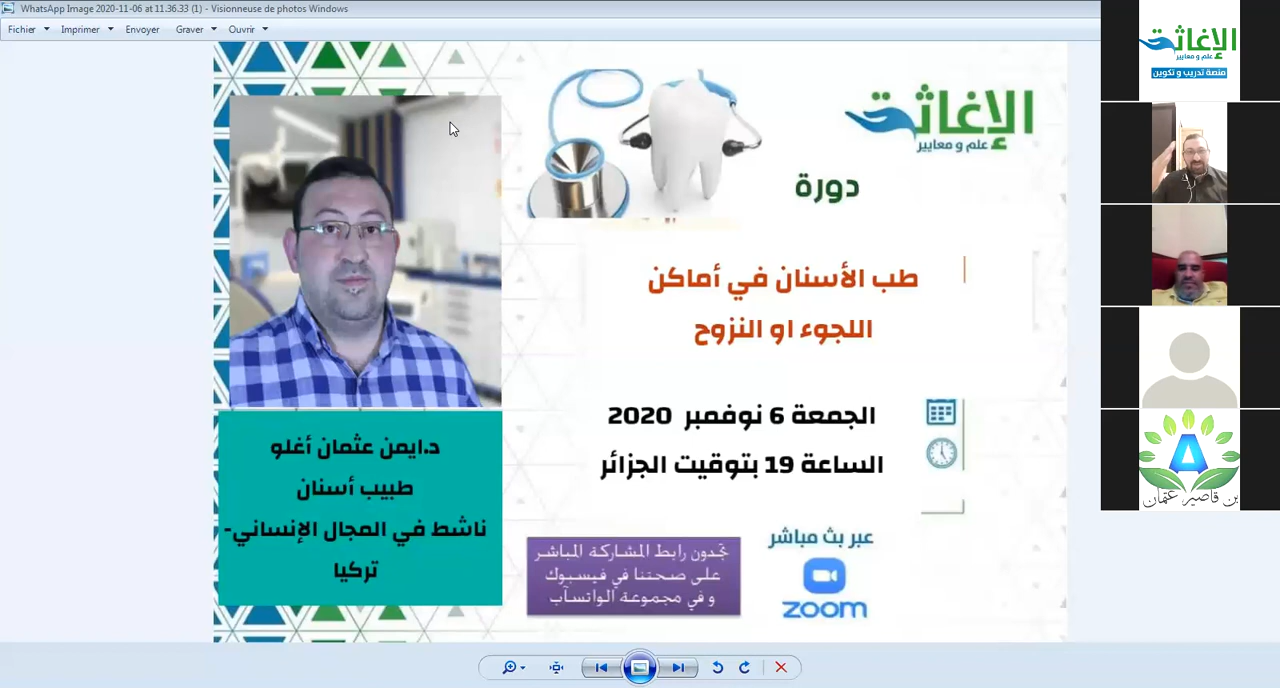 WhatsApp Image 2020-11-06 at 11.36.33 (1) - Visionneuse de photos Windows
Fichier Imprimer Envoyer Graver Ouvrir
الإغاثة
علم و معايير
دورة
طب الأسنان في أماكن
اللجوء او النزوح
الجمعة 6 نوفمبر 2020
الساعة 19 بتوقيت الجزائر
عبر بث مباشر
zoom
تجدون رابط المشاركة المباشر
على صحتنا في فيسبوك
و في مجموعة الواتسآب
د.ايمن عثمان أغلو
طبيب أسنان
ناشط في المجال الإنساني-
تركيا
الإغاثة
علم و معايير
منصة تدريب و تكوين
بن قاصير عثمان